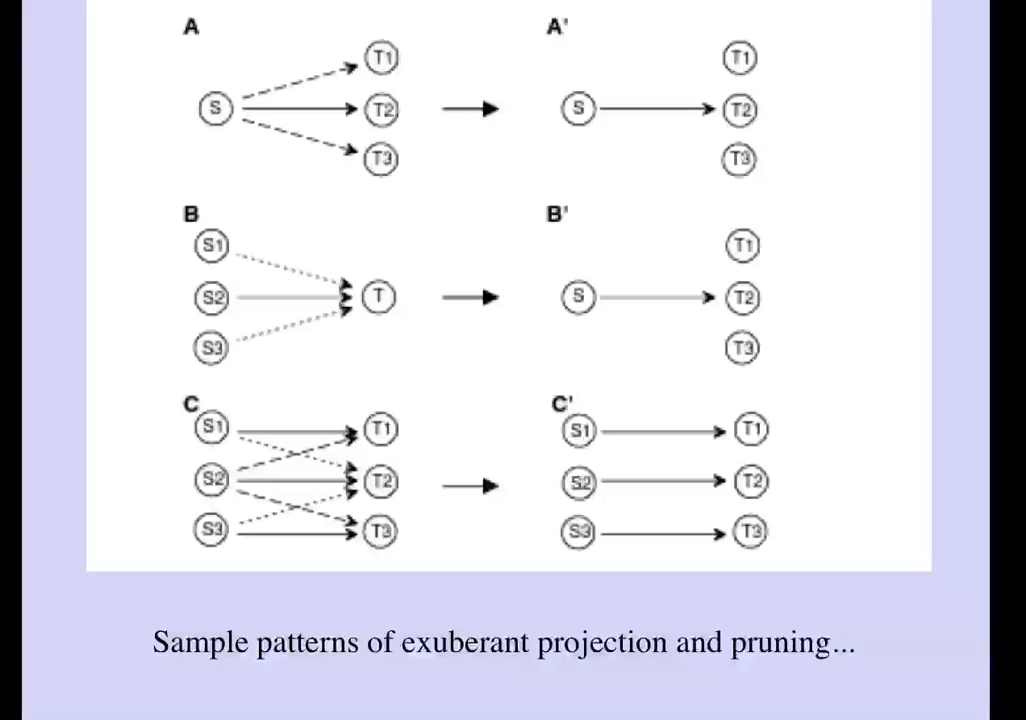 A A'
T1 T1
S T2 S T2
T3 T3
B B'
S1 T1
S2 T S T2
S3 T3
C C'
S1 T1 S1 T1
S2 T2 S2 T2
S3 T3 S3 T3
Sample patterns of exuberant projection and pruning...